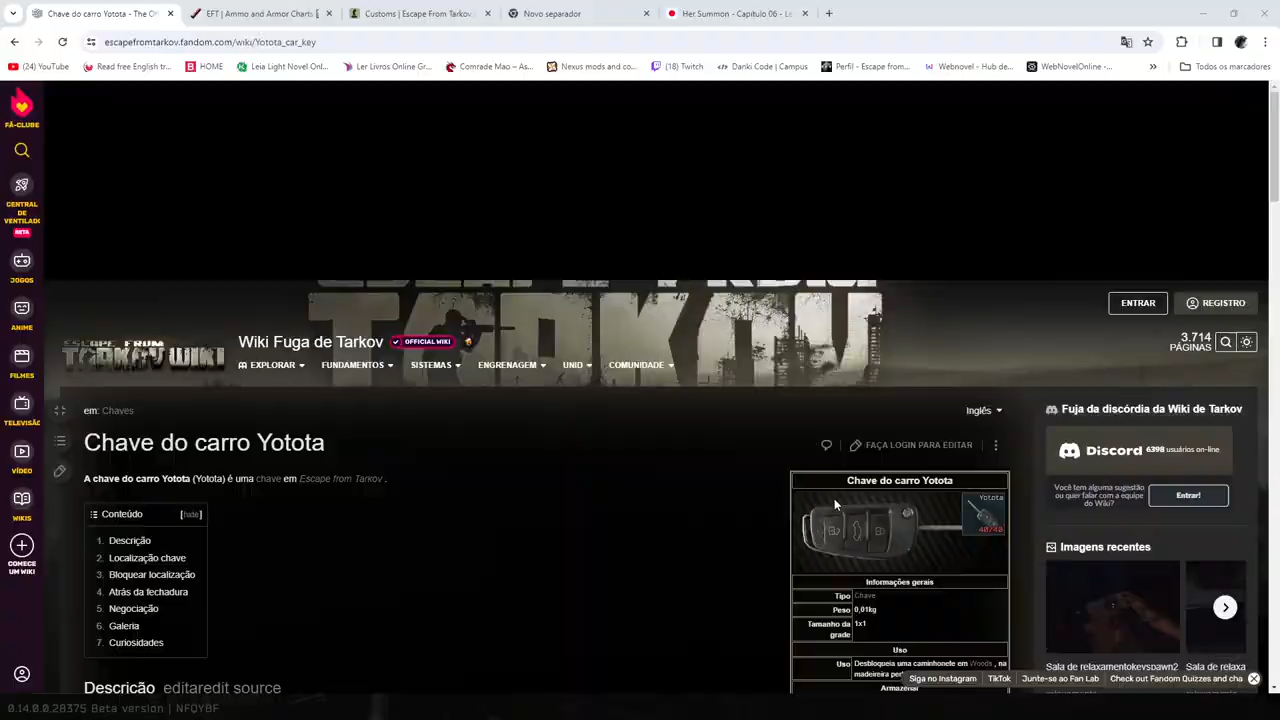 Chave do carro Yotota - The O
EFT | Ammo and Armor Charts |
Customs | Escape From Tarkov
Novo separador
Her Summon - Capítulo 06 - Le
escapefromtarkov.fandom.com/wiki/Yotota_car_key
(24) YouTube
Read free English tr...
HOME
Leia Light Novel Onl...
Ler Livros Online Gr...
Comrade Mao – As...
Nexus mods and co...
(18) Twitch
Danki Code | Campus
Perfil - Escape from...
Webnovel - Hub de...
WebNovelOnline -...
Todos os marcadores
FÃ-CLUBE
CENTRAL
DE
VENTILADO
BETA
JOGOS
ANIME
FILMES
TELEVISÃO
VÍDEO
WIKIS
COMECE
UM WIKI
TARKOV
ENTRAR
REGISTRO
ESCAPE FROM
TARKOV WIKI
Wiki Fuga de Tarkov
OFFICIAL WIKI
3.714
PÁGINAS
EXPLORAR
FUNDAMENTOS
SISTEMAS
ENGRENAGEM
UNID
COMUNIDADE
em: Chaves
Inglês
Chave do carro Yotota
FAÇA LOGIN PARA EDITAR
A chave do carro Yotota (Yotota) é uma chave em Escape from Tarkov .
Conteúdo [hide]
1. Descrição
2. Localização chave
3. Bloquear localização
4. Atrás da fechadura
5. Negociação
6. Galeria
7. Curiosidades
Descrição editaredit source
Chave do carro Yotota
Yotota
40/40
Informações gerais
Tipo Chave
Peso 0,01kg
Tamanho da grade 1x1
Uso
Uso Desbloqueia uma caminhonete em Woods , na
Fuja da discórdia da Wiki de Tarkov
Discord 6398 usuários on-line
Você tem alguma sugestão
ou quer falar com a equipe
do Wiki?
Entrar!
Imagens recentes
Sala de relaxamentokeyspawn2
Sala de relaxa
Siga no Instagram
TikTok
Junte-se ao Fan Lab
Check out Fandom Quizzes and cha
0.14.0.0.28375 Beta version | NFQYBF